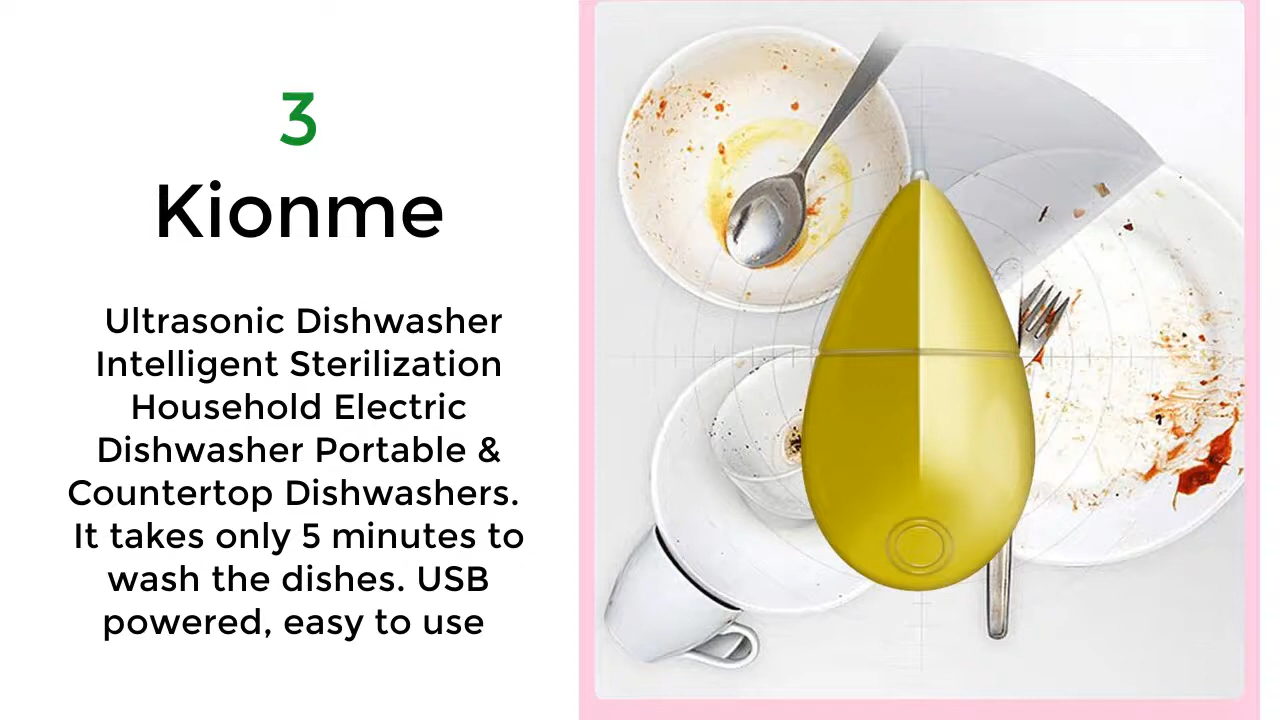 3
Kionme
Ultrasonic Dishwasher
Intelligent Sterilization
Household Electric
Dishwasher Portable &
Countertop Dishwashers.
It takes only 5 minutes to
wash the dishes. USB
powered, easy to use